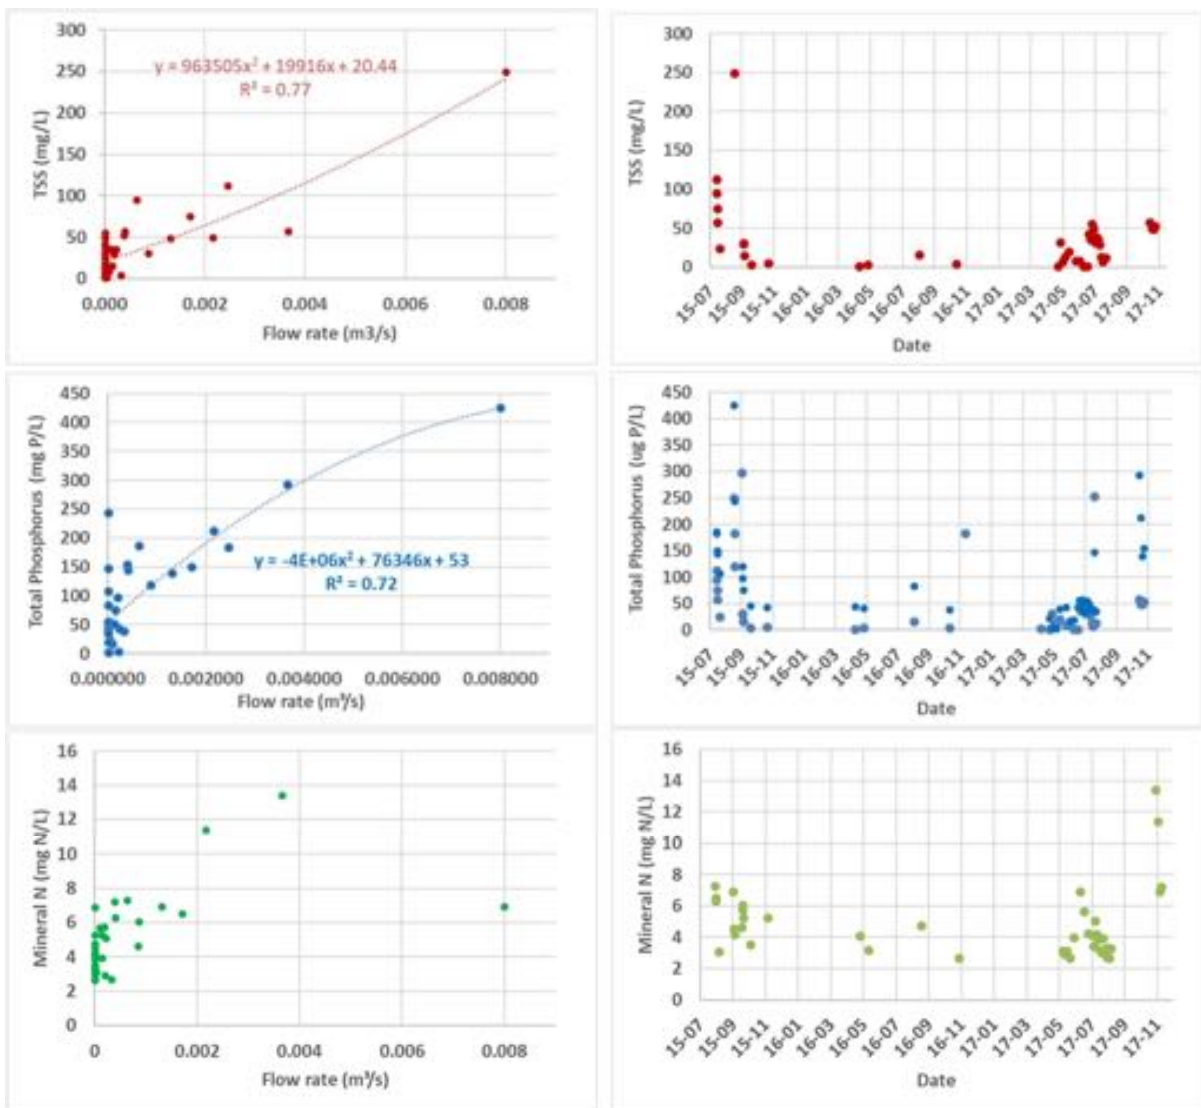 300
250
200
150
100
50
0
TSS (mg/L)
y = 963505x² + 19916x + 20.44
R² = 0.77
0.000 0.002 0.004 0.006 0.008
Flow rate (m3/s)
300
250
200
150
100
50
0
TSS (mg/L)
15-07 15-09 15-11 16-01 16-03 16-05 16-07 16-09 16-11 17-01 17-03 17-05 17-07 17-09 17-11
Date
450
400
350
300
250
200
150
100
50
0
Total Phosphorus (mg P/L)
y = -4E+06x² + 76346x + 53
R² = 0.72
0.000000 0.002000 0.004000 0.006000 0.008000
Flow rate (m³/s)
450
400
350
300
250
200
150
100
50
0
Total Phosphorus (ug P/L)
15-07 15-09 15-11 16-01 16-03 16-05 16-07 16-09 16-11 17-01 17-03 17-05 17-07 17-09 17-11
Date
16
14
12
10
8
6
4
2
0
Mineral N (mg N/L)
0 0.002 0.004 0.006 0.008
Flow rate (m³/s)
16
14
12
10
8
6
4
2
0
Mineral N (mg N/L)
15-07 15-09 15-11 16-01 16-03 16-05 16-07 16-09 16-11 17-01 17-03 17-05 17-07 17-09 17-11
Date